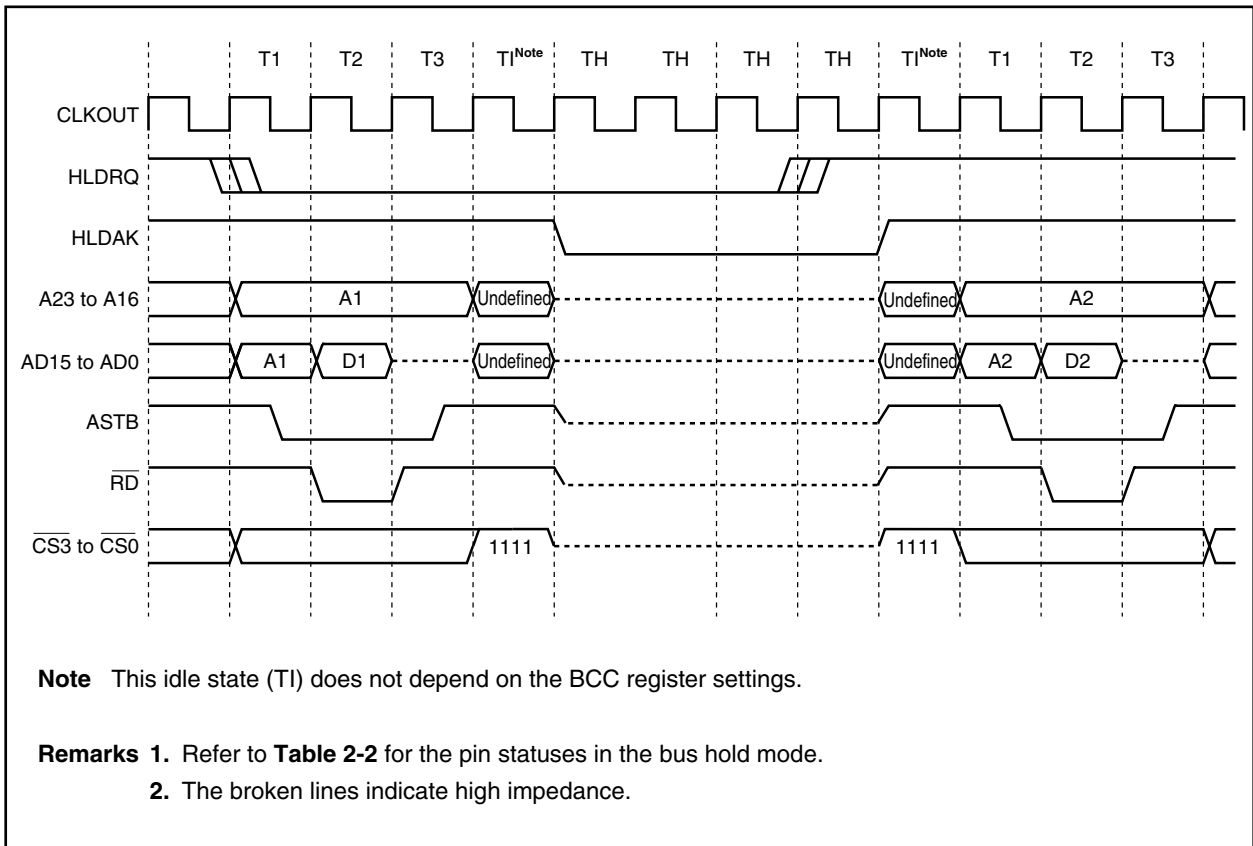 T1 T2 T3 TI Note TH TH TH TH TI Note T1 T2 T3
CLKOUT
HLDRQ
HLDAK
A23 to A16 A1 Undefined Undefined A2
AD15 to AD0 A1 D1 Undefined Undefined A2 D2
ASTB
RD
CS3 to CS0 1111 1111
Note This idle state (TI) does not depend on the BCC register settings.
Remarks 1. Refer to Table 2-2 for the pin statuses in the bus hold mode.
2. The broken lines indicate high impedance.